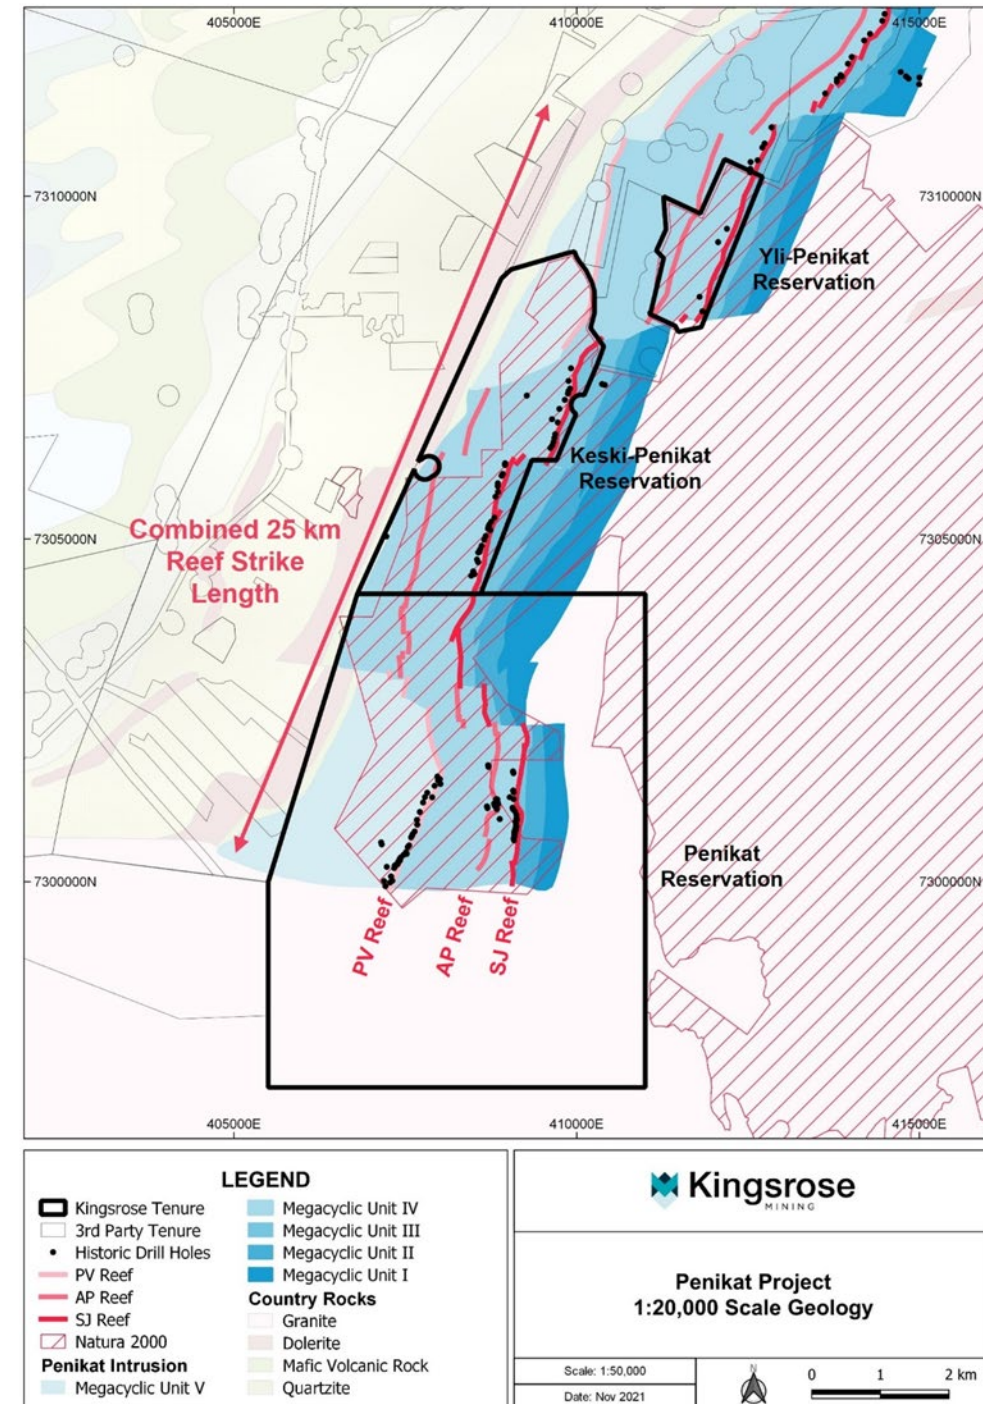 405000E
410000E
415000E
7310000N
7310000N
Yli-Penikat
Reservation
Keski-Penikat
Reservation
Combined 25 km
Reef Strike
Length
7305000N
7305000N
Penikat
Reservation
7300000N
7300000N
PV Reef
AP Reef
SJ Reef
405000E
410000E
415000E
LEGEND
Kingsrose Tenure
3rd Party Tenure
Historic Drill Holes
PV Reef
AP Reef
SJ Reef
Natura 2000
Penikat Intrusion
Megacyclic Unit V
Megacyclic Unit IV
Megacyclic Unit III
Megacyclic Unit II
Megacyclic Unit I
Country Rocks
Granite
Dolerite
Mafic Volcanic Rock
Quartzite
Kingsrose
MINING
Penikat Project
1:20,000 Scale Geology
Scale: 1:50,000
Date: Nov 2021
N
0 1 2 km